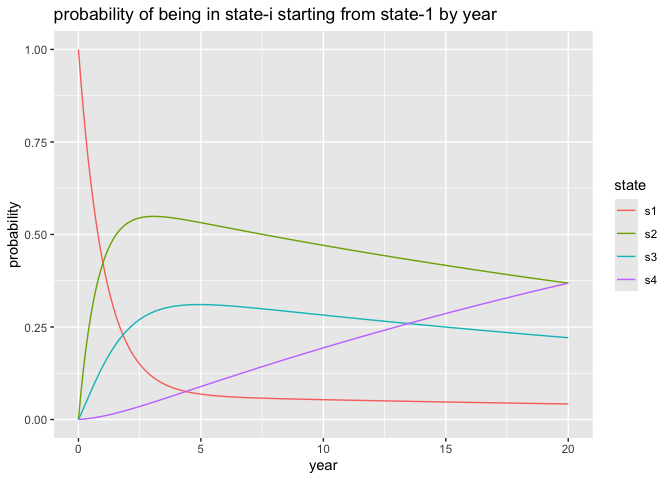 probability of being in state-i starting from state-1 by year
1.00
0.75
0.50
0.25
0.00
probability
0
5
10
15
20
year
state
s1
s2
s3
s4